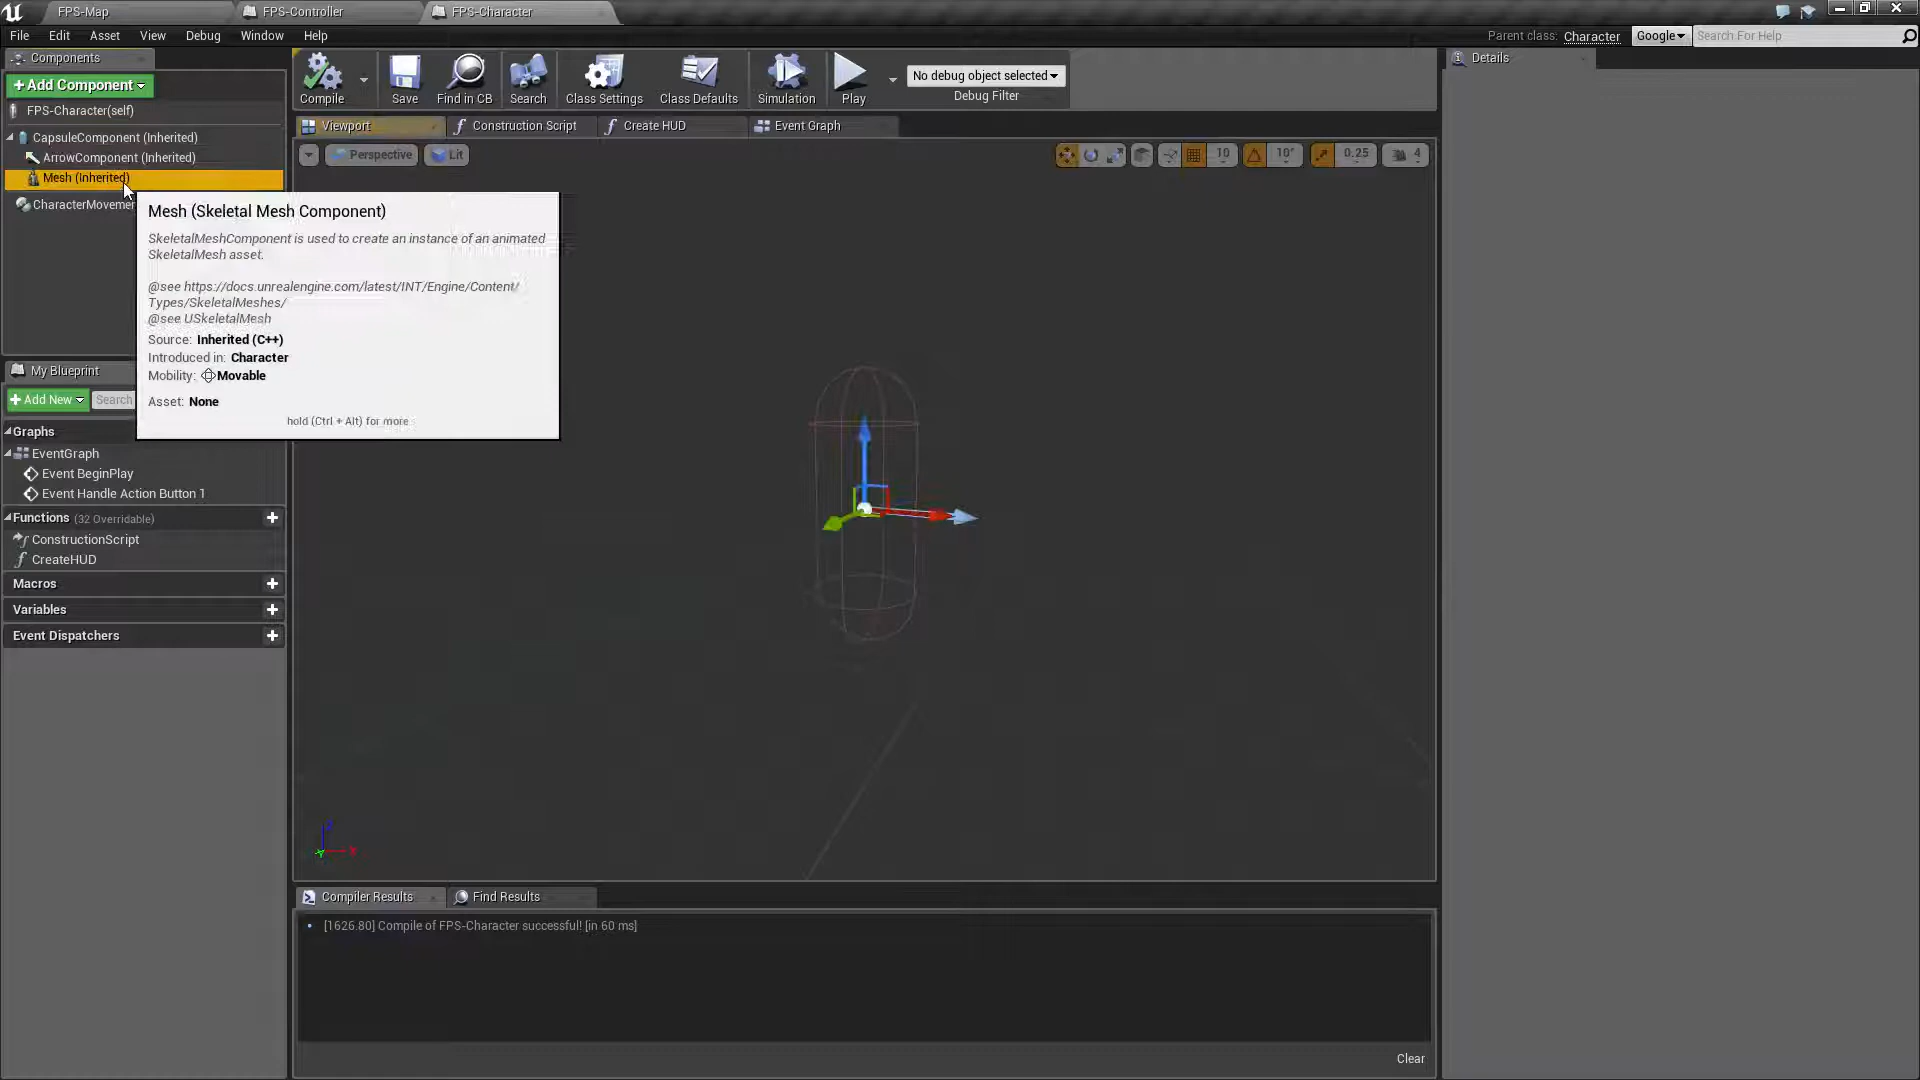 FPS-Map
FPS-Controller
FPS-Character
File Edit Asset View Debug Window Help
Parent class: Character
Google
Search For Help
Components
+Add Component
FPS-Character(self)
CapsuleComponent (Inherited)
ArrowComponent (Inherited)
Mesh (Inherited)
CharacterMovemen
Mesh (Skeletal Mesh Component)
SkeletalMeshComponent is used to create an instance of an animated
SkeletalMesh asset.
@see https://docs.unrealengine.com/latest/INT/Engine/Content/
Types/SkeletalMeshes/
@see USkeletalMesh
Source: Inherited (C++)
Introduced in: Character
Mobility: Movable
Asset: None
hold (Ctrl + Alt) for more
My Blueprint
+Add New
Search
Graphs
EventGraph
Event BeginPlay
Event Handle Action Button 1
Functions (32 Overridable)
ConstructionScript
CreateHUD
Macros
Variables
Event Dispatchers
Compile
Save
Find in CB
Search
Class Settings
Class Defaults
Simulation
Play
No debug object selected
Debug Filter
Viewport
Construction Script
Create HUD
Event Graph
Perspective
Lit
10
10°
0.25
4
Z
X
Compiler Results
Find Results
[1626.80] Compile of FPS-Character successful! [in 60 ms]
Clear
Details